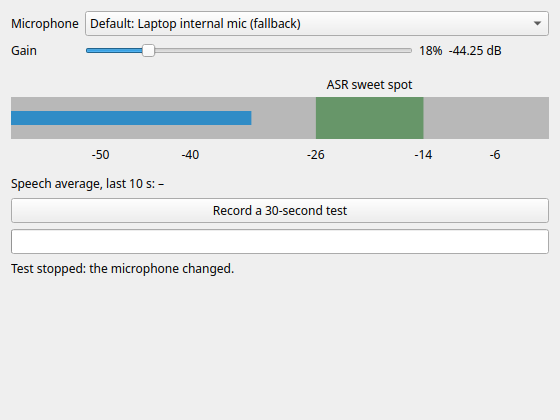 Microphone Default: Laptop internal mic (fallback)
Gain 18% -44.25 dB
ASR sweet spot
-50 -40 -26 -14 -6
Speech average, last 10 s: –
Record a 30-second test
Test stopped: the microphone changed.